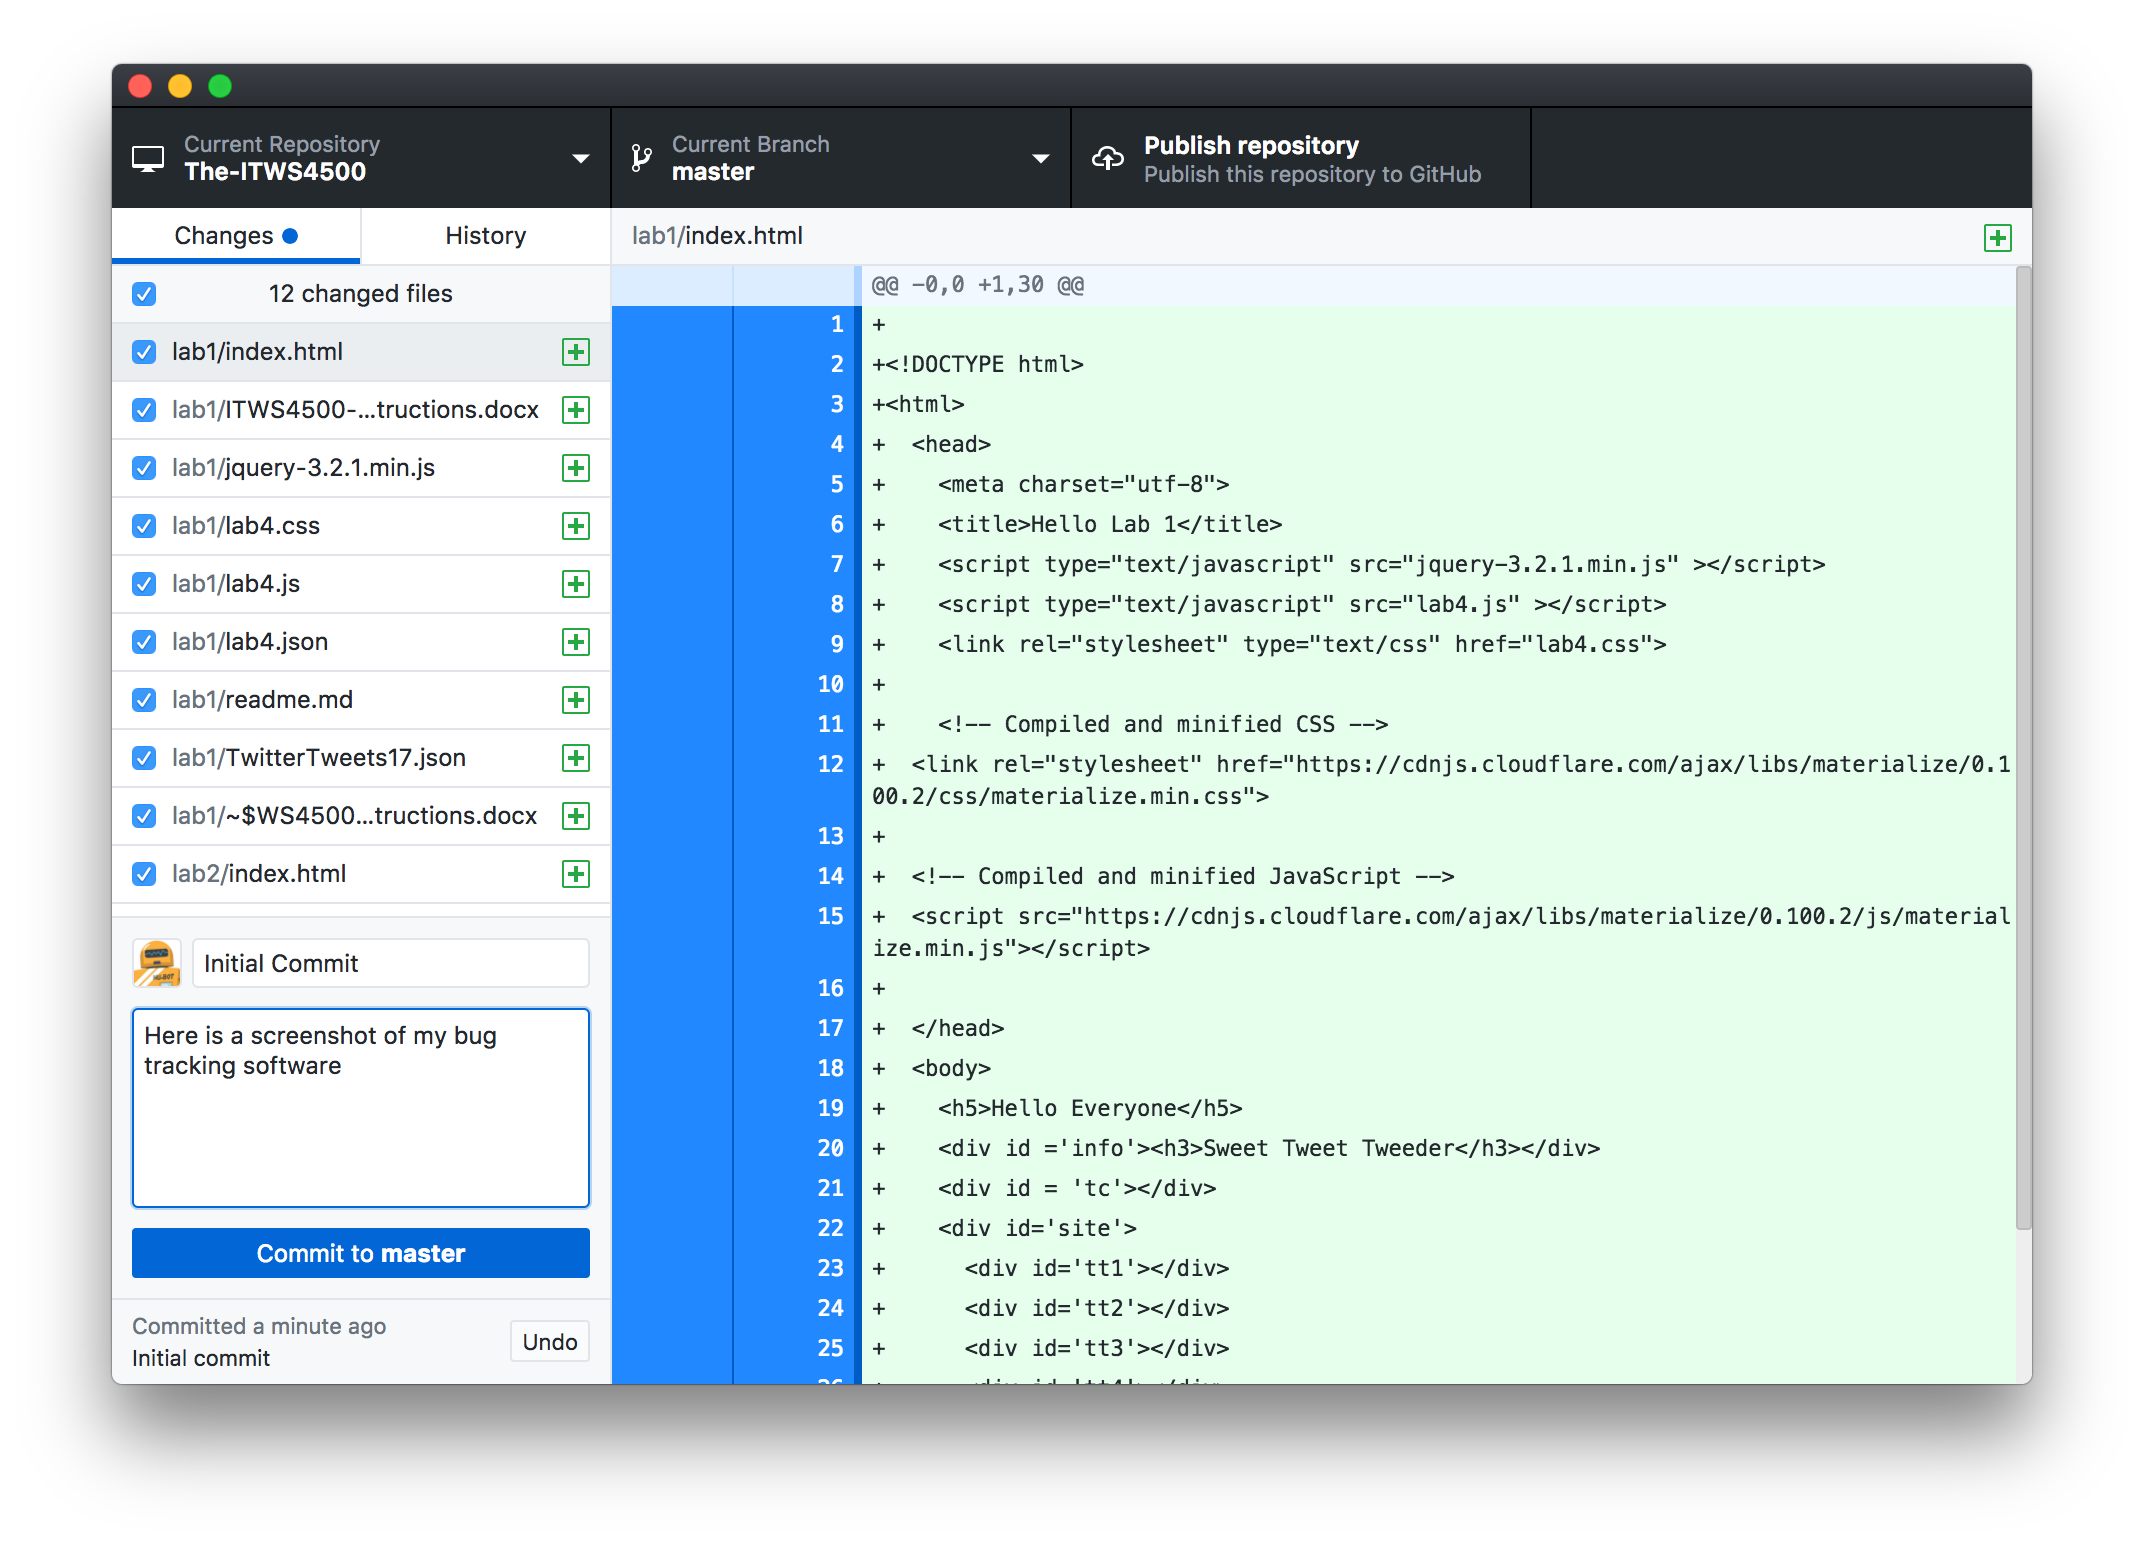 Current Repository
The-ITWS4500
Current Branch
master
Publish repository
Publish this repository to GitHub
Changes
History
12 changed files
lab1/index.html
lab1/ITWS4500-...tructions.docx
lab1/jquery-3.2.1.min.js
lab1/lab4.css
lab1/lab4.js
lab1/lab4.json
lab1/readme.md
lab1/TwitterTweets17.json
lab1/~$WS4500...tructions.docx
lab2/index.html
Initial Commit
Here is a screenshot of my bug
tracking software
Commit to master
Committed a minute ago
Initial commit
Undo
lab1/index.html
@@ -0,0 +1,30 @@
1 +
2 +<!DOCTYPE html>
3 +<html>
4 +  <head>
5 +    <meta charset="utf-8">
6 +    <title>Hello Lab 1</title>
7 +    <script type="text/javascript" src="jquery-3.2.1.min.js" ></script>
8 +    <script type="text/javascript" src="lab4.js" ></script>
9 +    <link rel="stylesheet" type="text/css" href="lab4.css">
10 +
11 +    <!-- Compiled and minified CSS -->
12 +  <link rel="stylesheet" href="https://cdnjs.cloudflare.com/ajax/libs/materialize/0.1
00.2/css/materialize.min.css">
13 +
14 +  <!-- Compiled and minified JavaScript -->
15 +  <script src="https://cdnjs.cloudflare.com/ajax/libs/materialize/0.100.2/js/material
ize.min.js"></script>
16 +
17 +  </head>
18 +  <body>
19 +    <h5>Hello Everyone</h5>
20 +    <div id ='info'><h3>Sweet Tweet Tweeder</h3></div>
21 +    <div id = 'tc'></div>
22 +    <div id='site'>
23 +      <div id='tt1'></div>
24 +      <div id='tt2'></div>
25 +      <div id='tt3'></div>